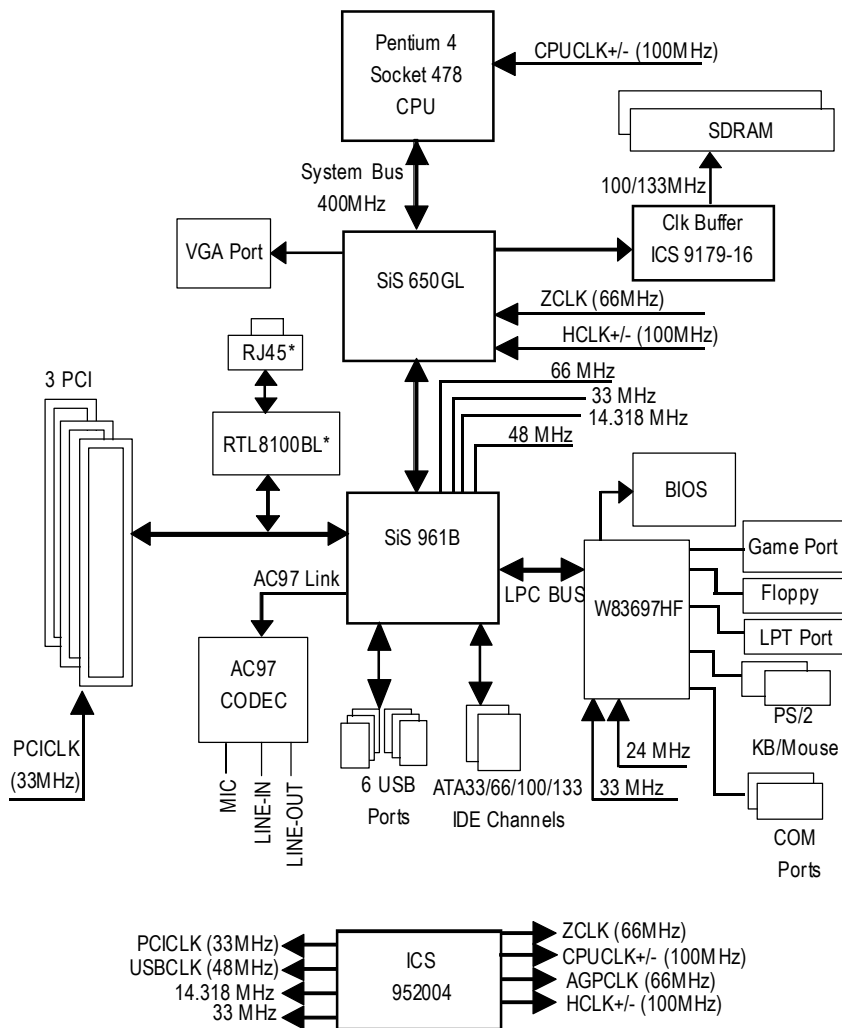 Pentium 4
Socket 478
CPU
CPUCLK+/- (100MHz)
SDRAM
System Bus
400MHz
100/133MHz
VGA Port
SiS 650GL
Clk Buffer
ICS 9179-16
ZCLK (66MHz)
HCLK+/- (100MHz)
RJ45*
3 PCI
66 MHz
33 MHz
14.318 MHz
48 MHz
RTL8100BL*
BIOS
SiS 961B
Game Port
AC97 Link
LPC BUS
W83697HF
Floppy
LPT Port
AC97
CODEC
PS/2
KB/Mouse
PCICLK
(33MHz)
24 MHz
33 MHz
MIC
LINE-IN
LINE-OUT
6 USB
Ports
ATA33/66/100/133
IDE Channels
COM
Ports
PCICLK (33MHz)
USBCLK (48MHz)
14.318 MHz
33 MHz
ICS
952004
ZCLK (66MHz)
CPUCLK+/- (100MHz)
AGPCLK (66MHz)
HCLK+/- (100MHz)